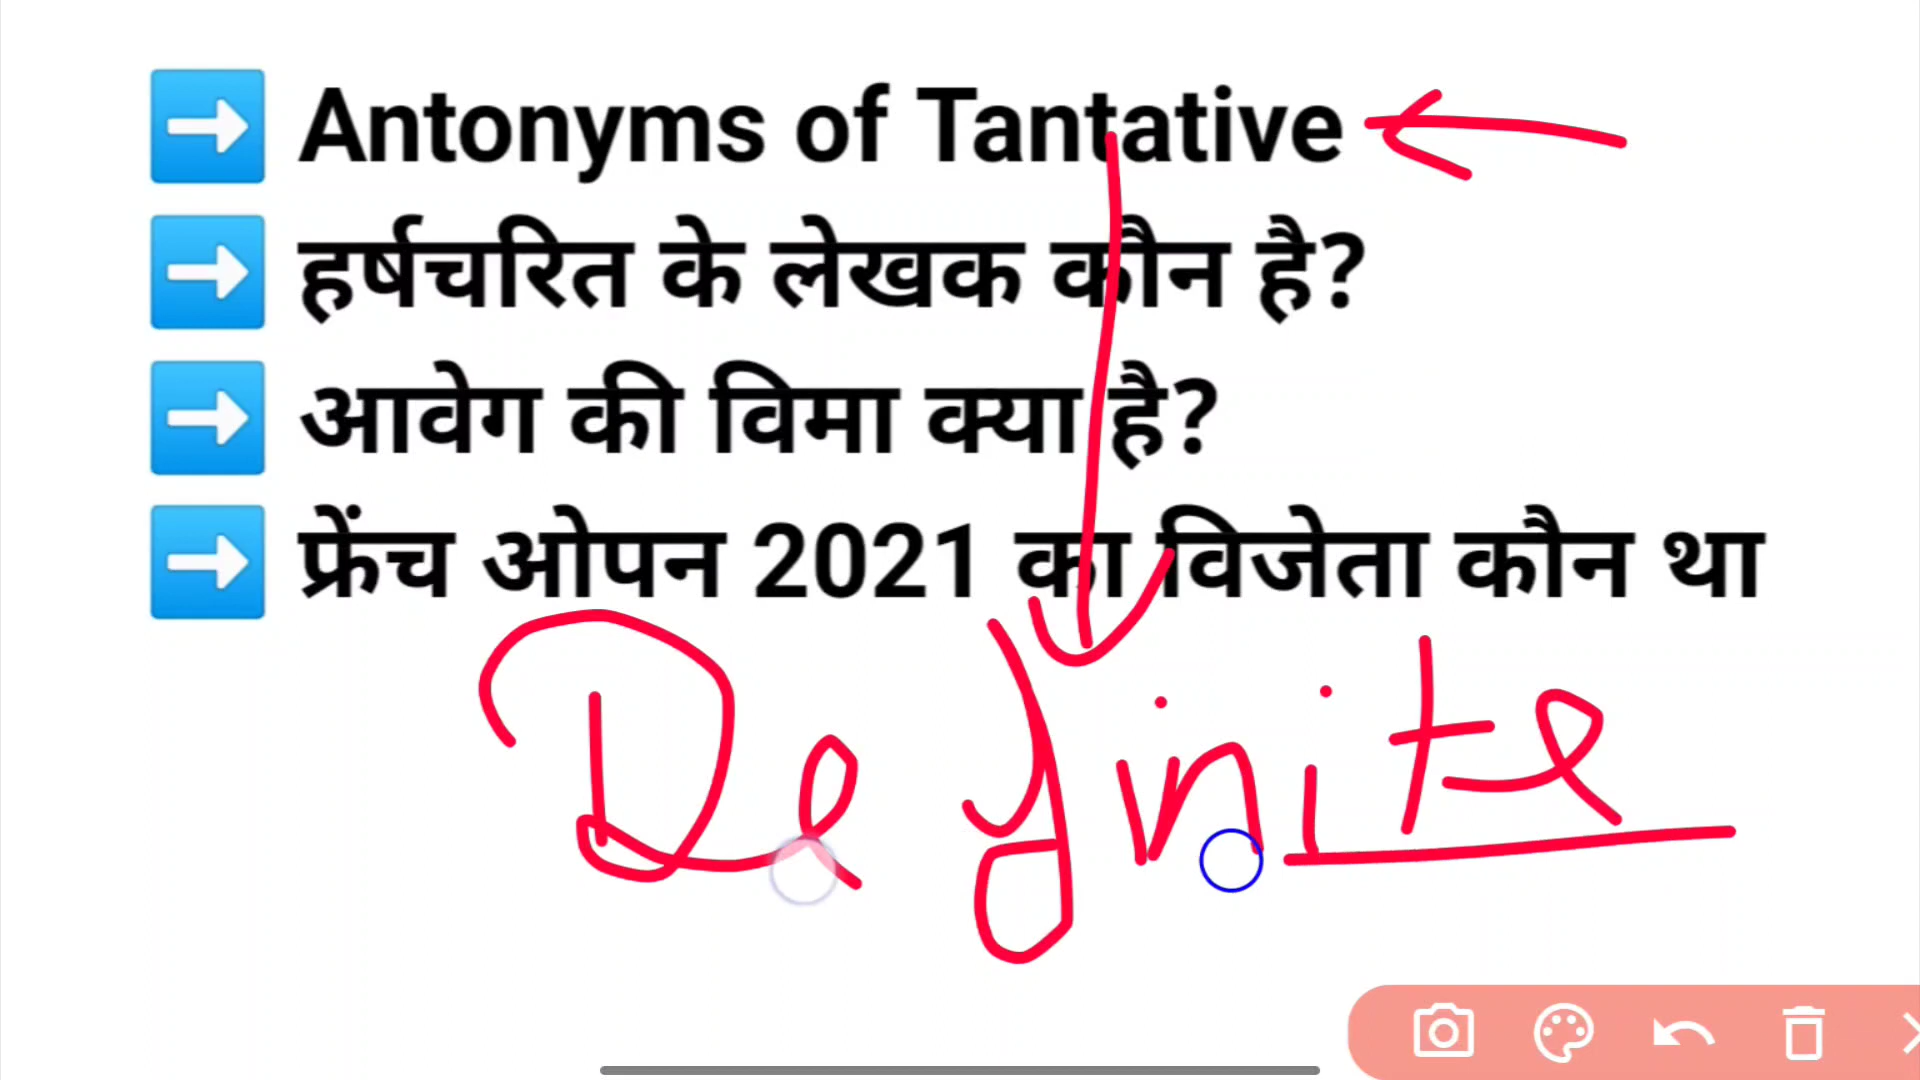 Antonyms of Tantative
हर्षचरित के लेखक कौन है?
आवेग की विमा क्या है?
फ्रेंच ओपन 2021 का विजेता कौन था
Definite